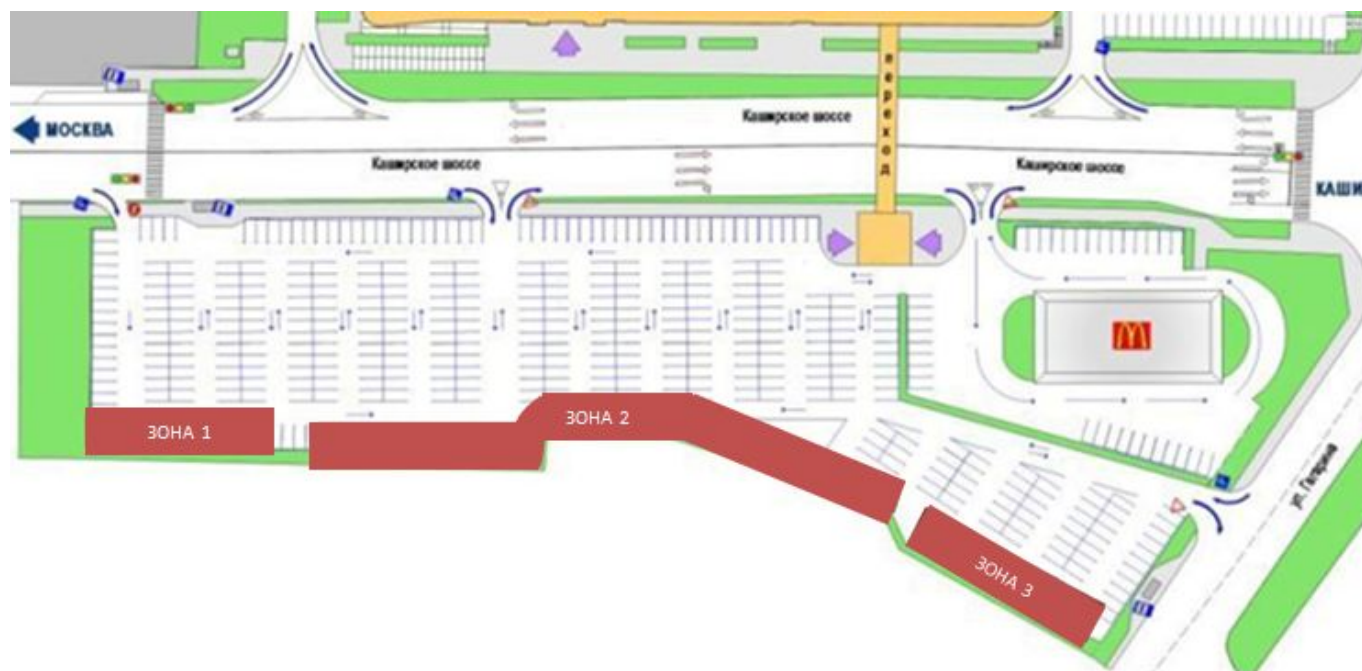 МОСКВА
Каширское шоссе
переход
Каширское шоссе
Каширское шоссе
КАШИ
ЗОНА 1
ЗОНА 2
ул. Гагарина
ЗОНА 3